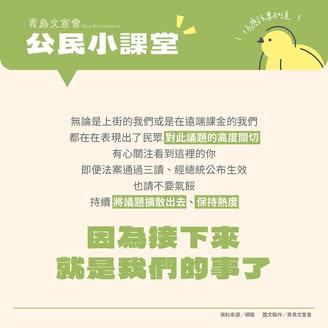 青鳥文宣會
公民小課堂
無論是上街的我們或是在遠端課金的我們
都在在表現出了民眾 對此議題的高度關切
有心關注看到這裡的你
即便法案通過三讀、經總統公布生效
也請不要氣餒
持續 將議題擴散出去、保持熱度
因為接下來
就是我們的事了
資料來源/網路 圖文製作/青鳥文宣會